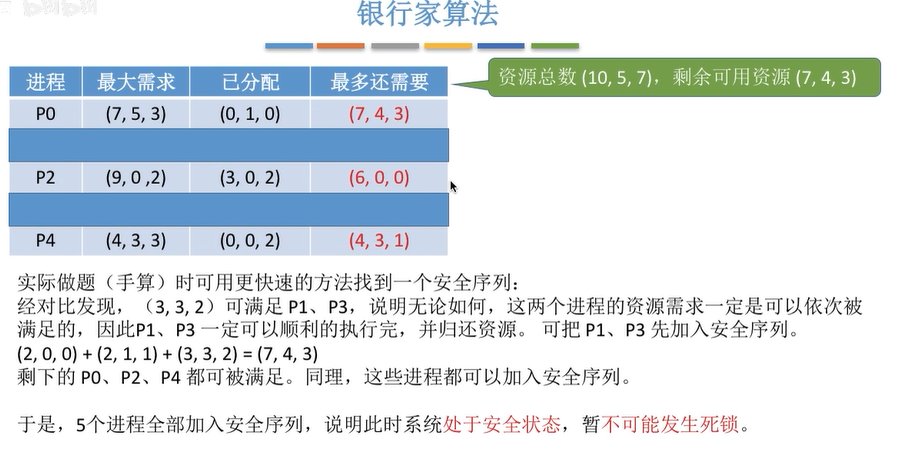 银行家算法
资源总数 (10, 5, 7)，剩余可用资源 (7, 4, 3)
进程 最大需求 已分配 最多还需要
P0 (7, 5, 3) (0, 1, 0) (7, 4, 3)
P2 (9, 0 ,2) (3, 0, 2) (6, 0, 0)
P4 (4, 3, 3) (0, 0, 2) (4, 3, 1)
实际做题（手算）时可用更快速的方法找到一个安全序列：
经对比发现，（3, 3, 2）可满足 P1、P3，说明无论如何，这两个进程的资源需求一定是可以依次被
满足的，因此P1、P3 一定可以顺利的执行完，并归还资源。 可把 P1、P3 先加入安全序列。
(2, 0, 0) + (2, 1, 1) + (3, 3, 2) = (7, 4, 3)
剩下的 P0、P2、P4 都可被满足。同理，这些进程都可以加入安全序列。
于是，5个进程全部加入安全序列，说明此时系统处于安全状态，暂不可能发生死锁。